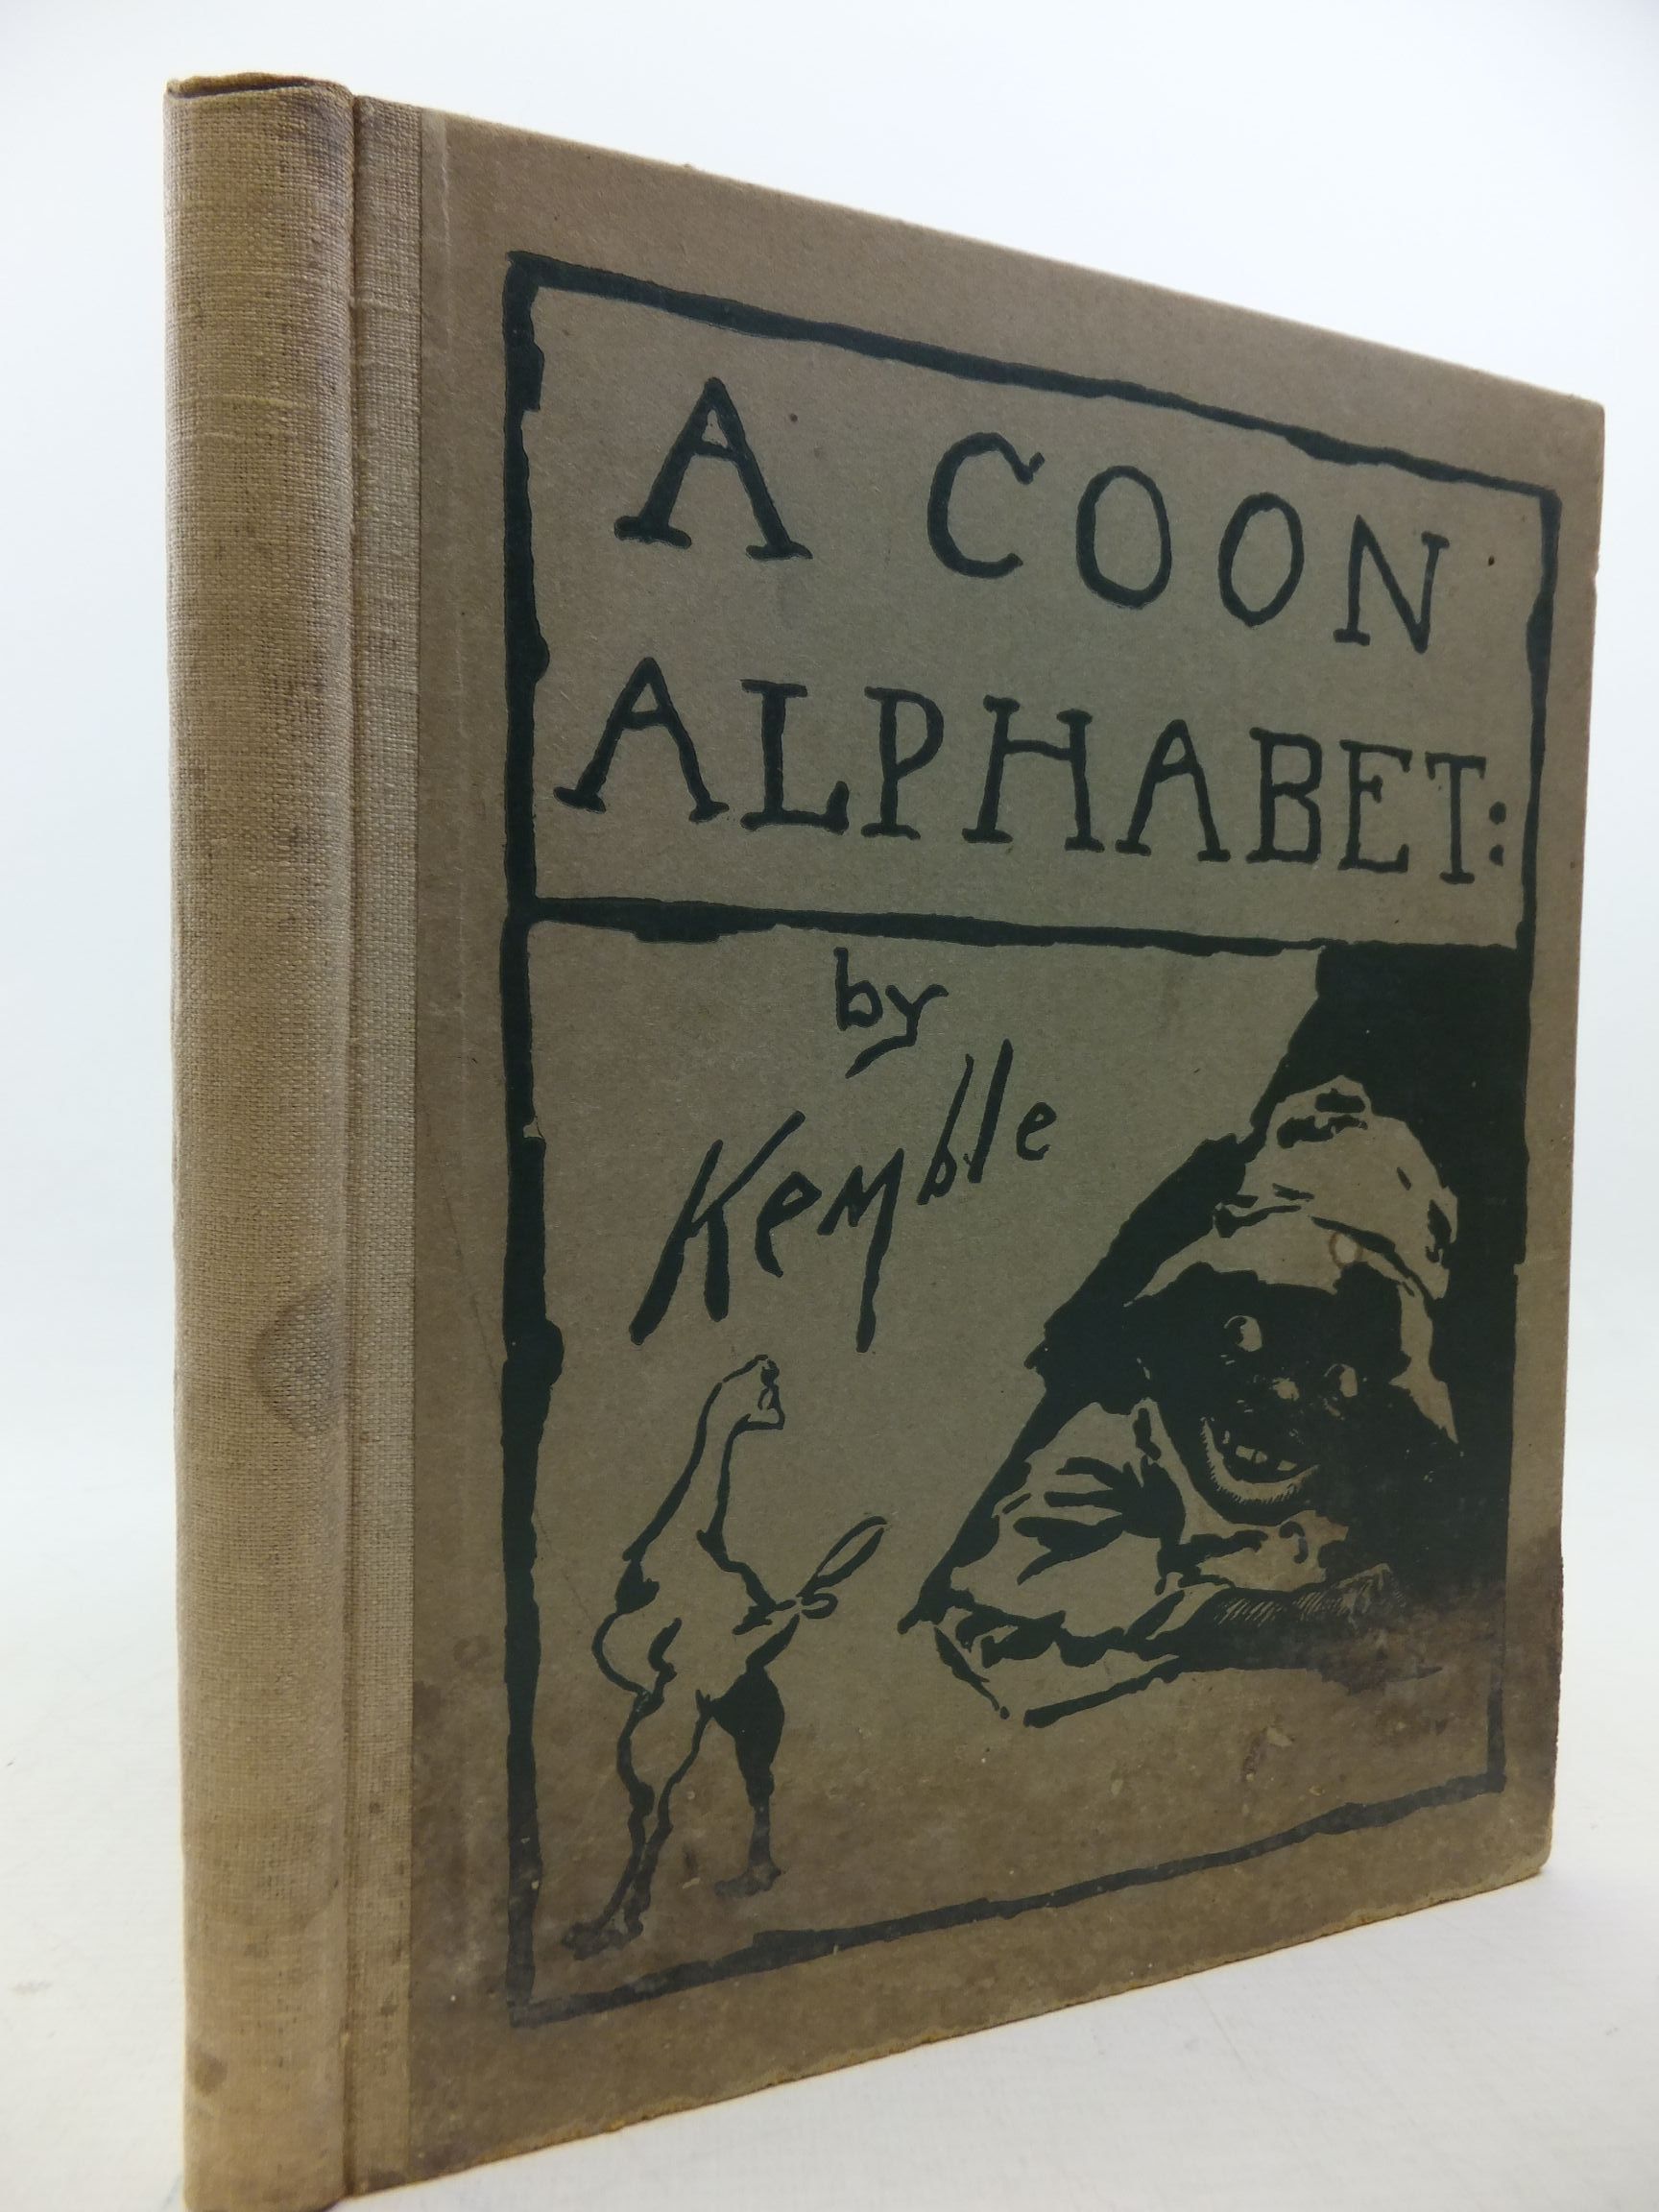 A COON
ALPHABET:
by
Kemble